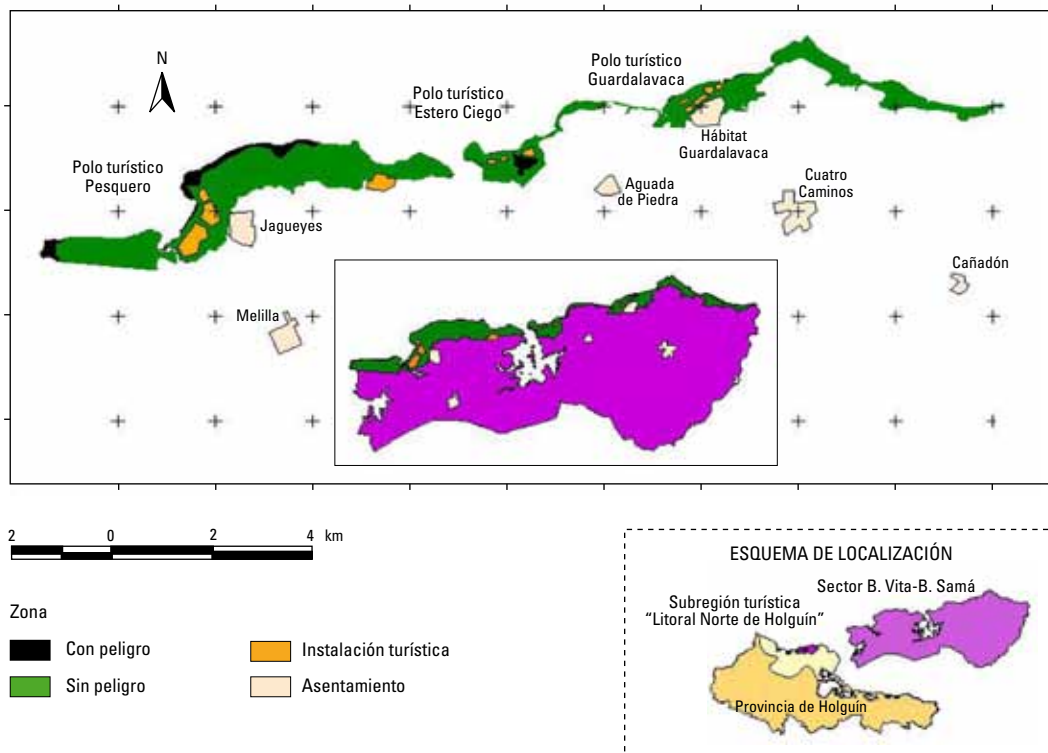 N
Polo turístico
Guardalavaca
Polo turístico
Estero Ciego
Polo turístico
Pesquero
Hábitat
Guardalavaca
Aguada
de Piedra
Cuatro
Caminos
Jagueyes
Cañadón
Melilla
2 0 2 4 km
Zona
Con peligro
Sin peligro
Instalación turística
Asentamiento
ESQUEMA DE LOCALIZACIÓN
Sector B. Vita-B. Samá
Subregión turística
“Litoral Norte de Holguín”
Provincia de Holguín